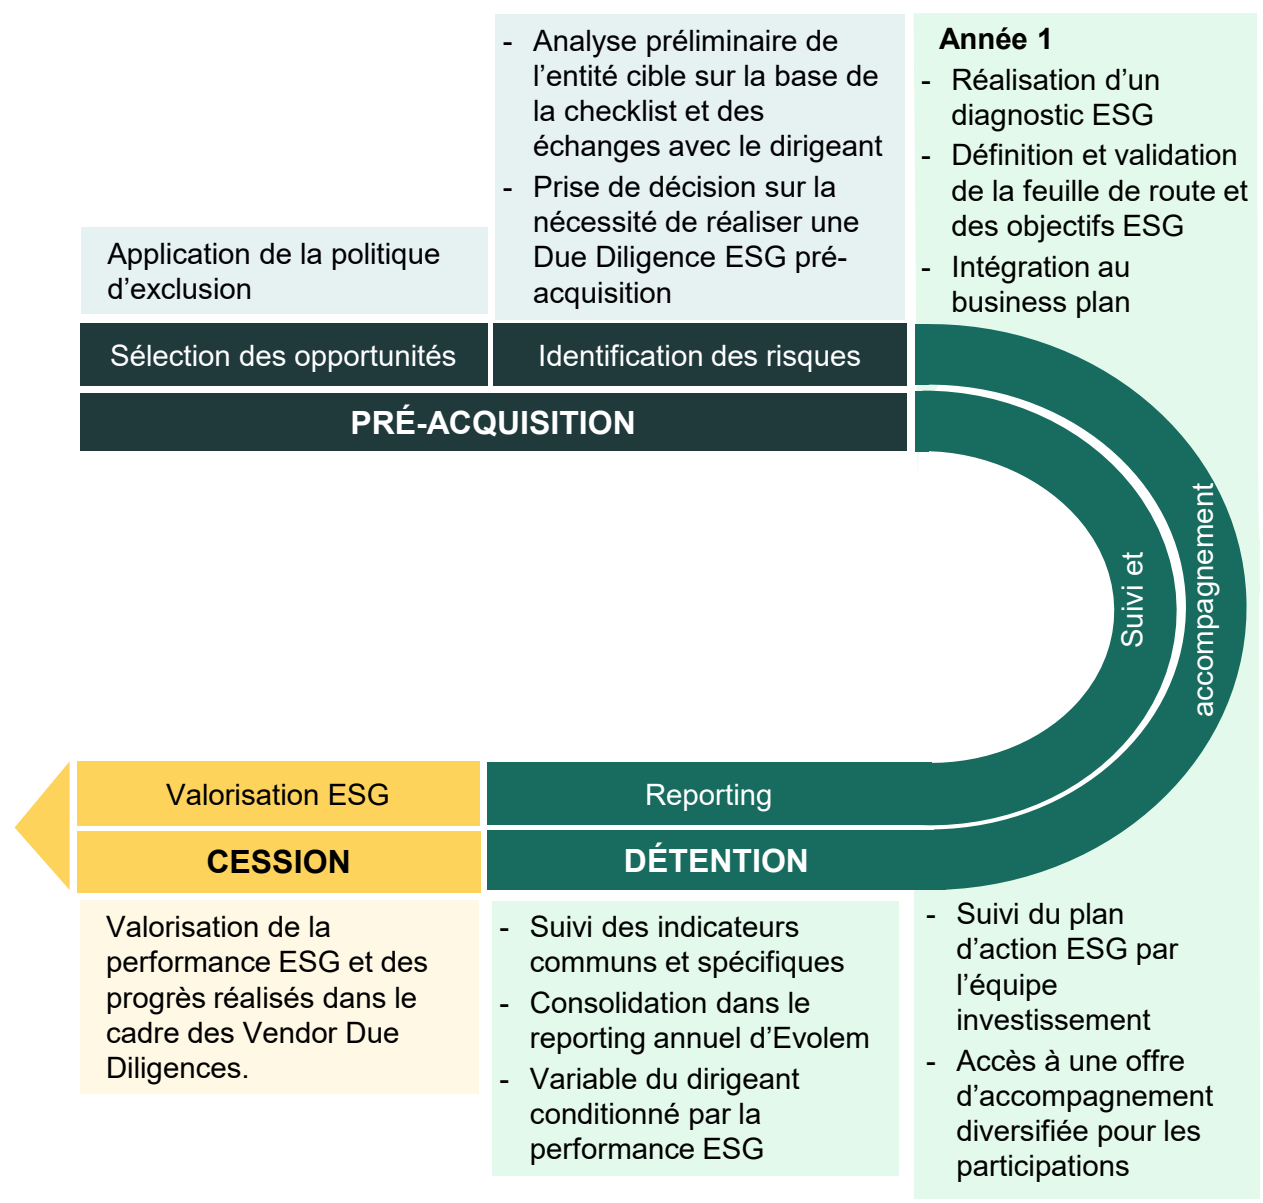 Application de la politique
d’exclusion
- Analyse préliminaire de
l’entité cible sur la base de
la checklist et des
échanges avec le dirigeant
- Prise de décision sur la
nécessité de réaliser une
Due Diligence ESG pré-
acquisition
Année 1
- Réalisation d’un
diagnostic ESG
- Définition et validation
de la feuille de route et
des objectifs ESG
- Intégration au
business plan
Sélection des opportunités
Identification des risques
PRÉ-ACQUISITION
Suivi et
accompagnement
Valorisation ESG
Reporting
CESSION
DÉTENTION
Valorisation de la
performance ESG et des
progrès réalisés dans le
cadre des Vendor Due
Diligences.
- Suivi des indicateurs
communs et spécifiques
- Consolidation dans le
reporting annuel d’Evolem
- Variable du dirigeant
conditionné par la
performance ESG
- Suivi du plan
d’action ESG par
l’équipe
investissement
- Accès à une offre
d’accompagnement
diversifiée pour les
participations